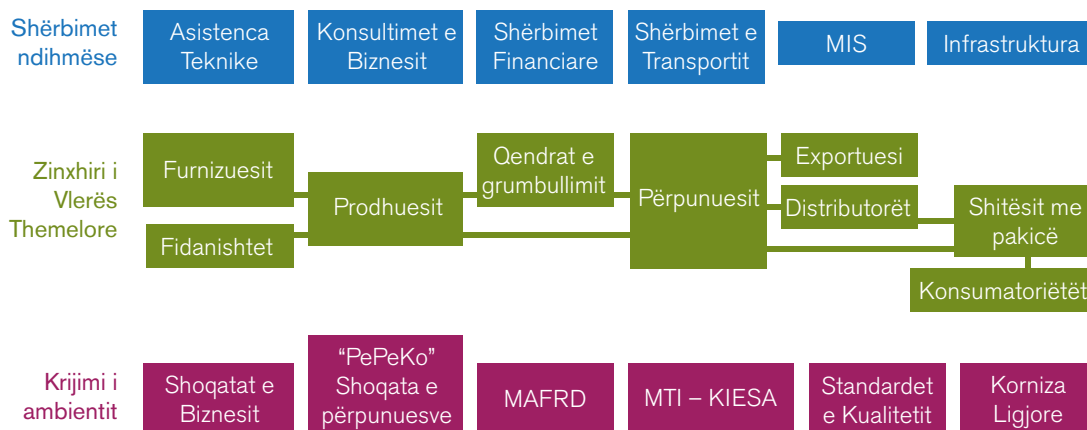 Shërbimet
ndihmëse
Asistenca
Teknike
Konsultimet e
Biznesit
Shërbimet
Financiare
Shërbimet e
Transportit
MIS
Infrastruktura
Zinxhiri i
Vlerës
Themelore
Furnizuesit
Fidanishtet
Prodhuesit
Qendrat e
grumbullimit
Përpunuesit
Exportuesi
Distributorët
Shitësit me
pakicë
Konsumatoriëtët
Krijimi i
ambientit
Shoqatat e
Biznesit
“PePeKo”
Shoqata e
përpunuesve
MAFRD
MTI – KIESA
Standardet
e Kualitetit
Korniza
Ligjore